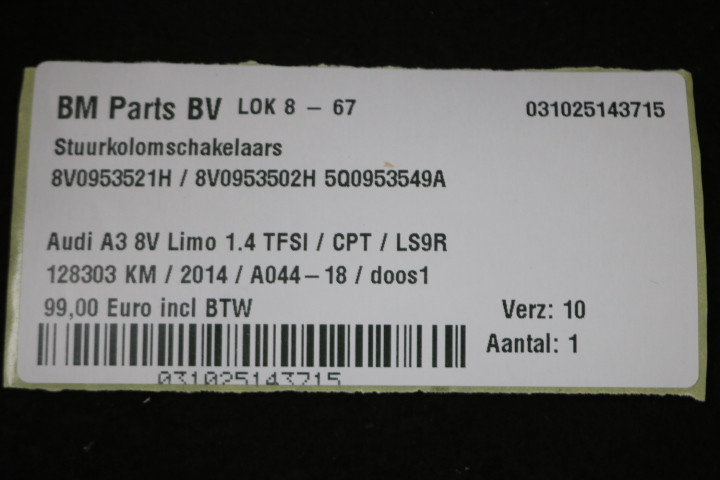 BM Parts BV LOK 8 – 67 031025143715
Stuurkolomschakelaars
8V0953521H / 8V0953502H 5Q0953549A
Audi A3 8V Limo 1.4 TFSI / CPT / LS9R
128303 KM / 2014 / A044–18 / doos1
99,00 Euro incl BTW Verz: 10
Aantal: 1
031025143715